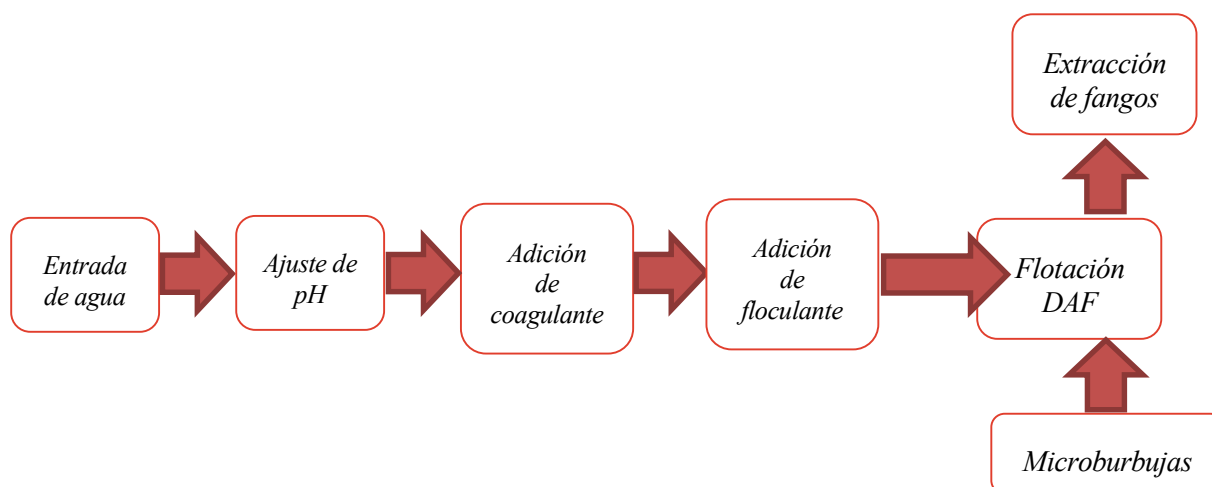 Extracción
de fangos
Entrada
de agua
Ajuste de
pH
Adición
de
coagulante
Adición
de
floculante
Flotación
DAF
Microburbujas